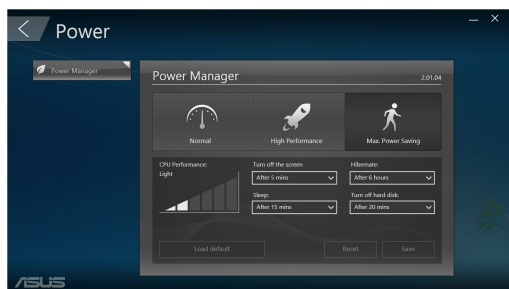 Power
Power Manager
Power Manager
2.01.04
Normal
High Performance
Max. Power Saving
CPU Performance:
Light
Turn off the screen
After 5 mins
Hibernate:
After 6 hours
Sleep:
After 15 mins
Turn off hard disk:
After 20 mins
Load default
Reset
Save
ASUS